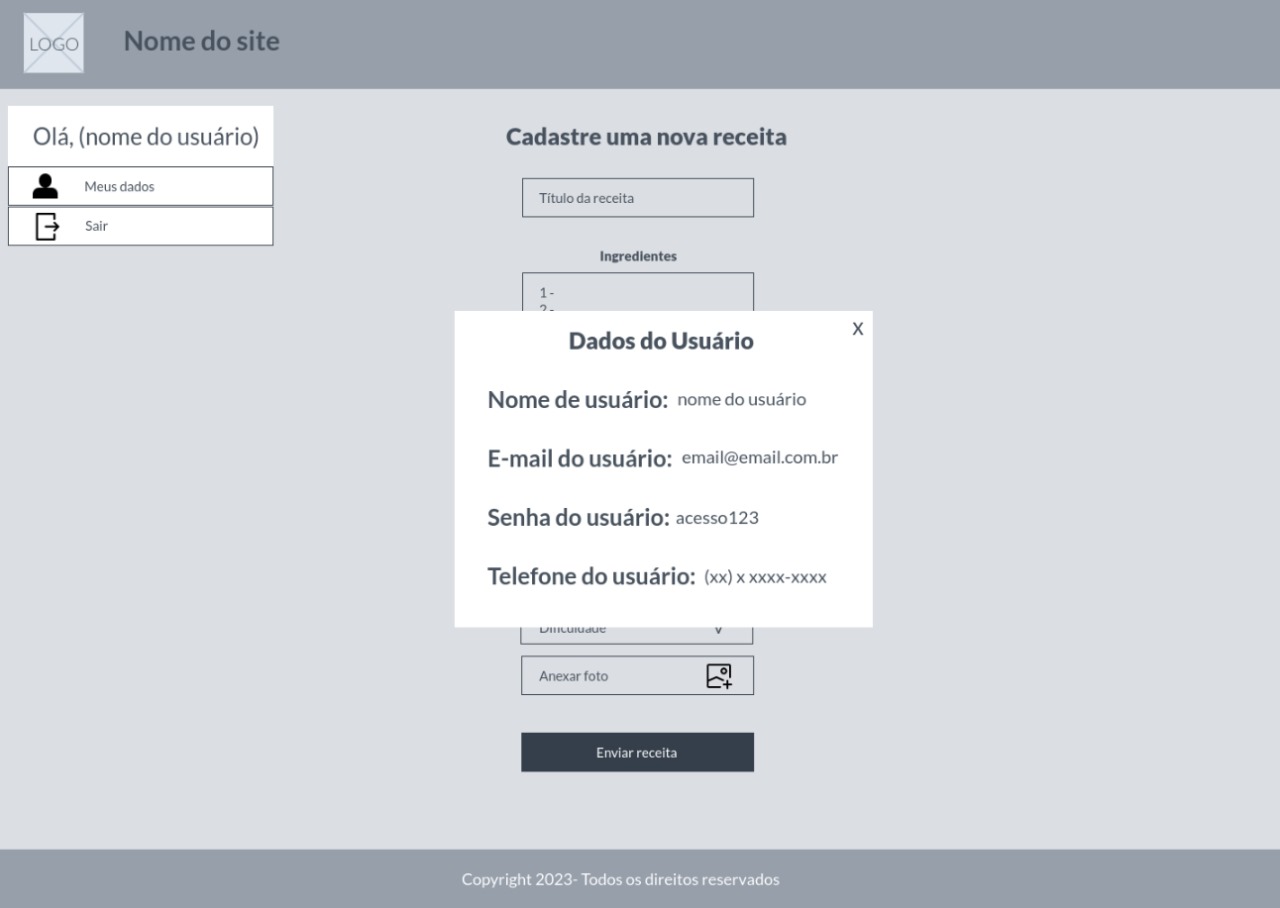 LOGO
Nome do site
Olá, (nome do usuário)
Meus dados
Sair
Cadastre uma nova receita
Título da receita
Ingredientes
1 -
2 -
Dados do Usuário
X
Nome de usuário: nome do usuário
E-mail do usuário: email@email.com.br
Senha do usuário: acesso123
Telefone do usuário: (xx) x xxxx-xxxx
Dificuldade V
Anexar foto
Enviar receita
Copyright 2023- Todos os direitos reservados